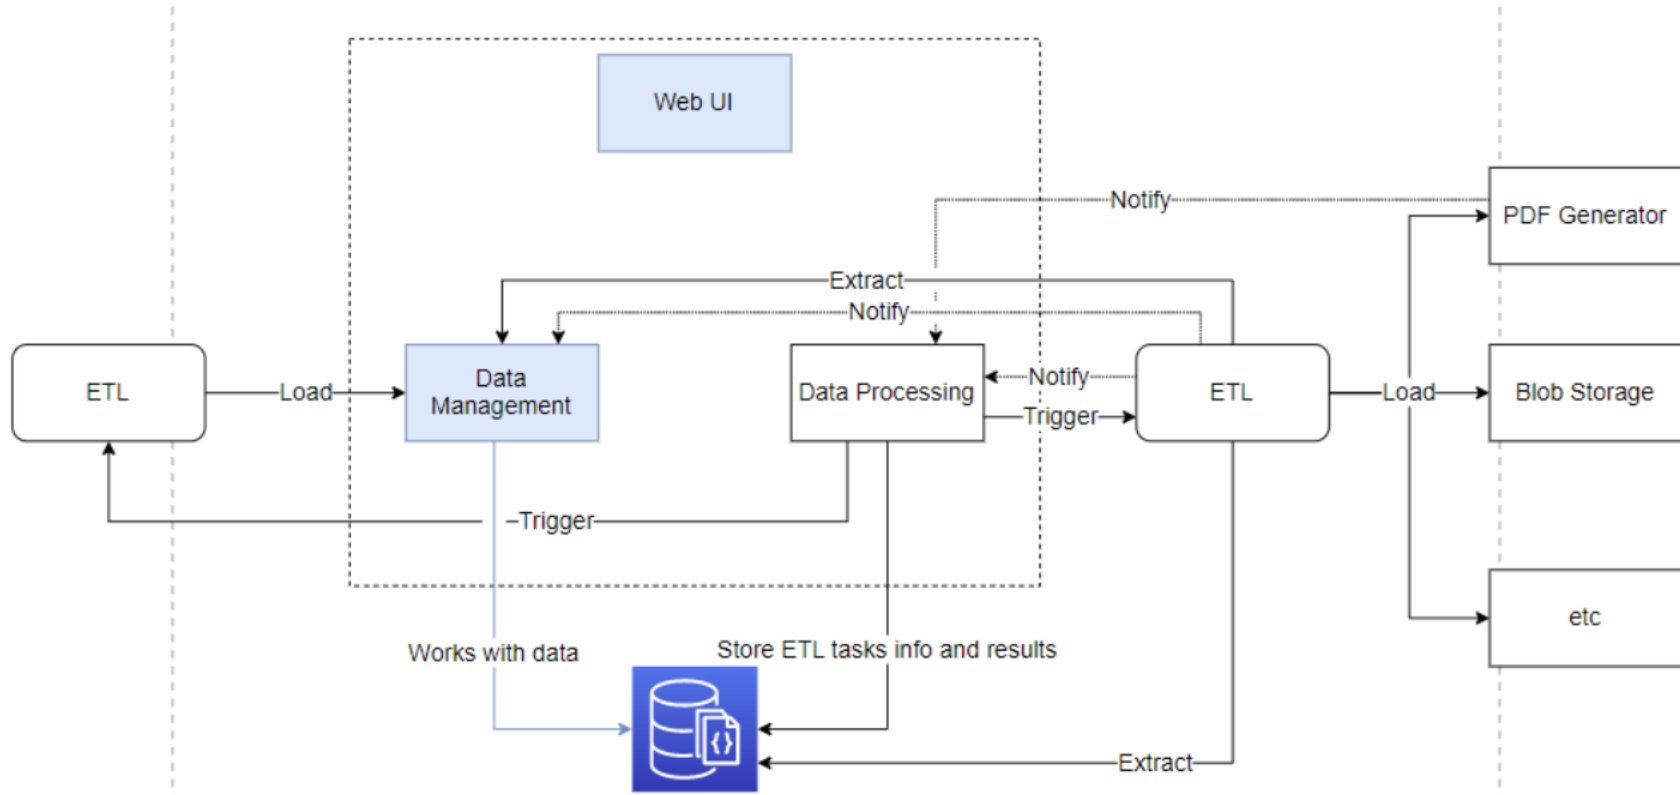 Web UI
Notify
PDF Generator
Extract
Notify
ETL
Load
Data
Management
Data Processing
Notify
Trigger
ETL
Load
Blob Storage
Trigger
etc
Works with data
Store ETL tasks info and results
{}
Extract